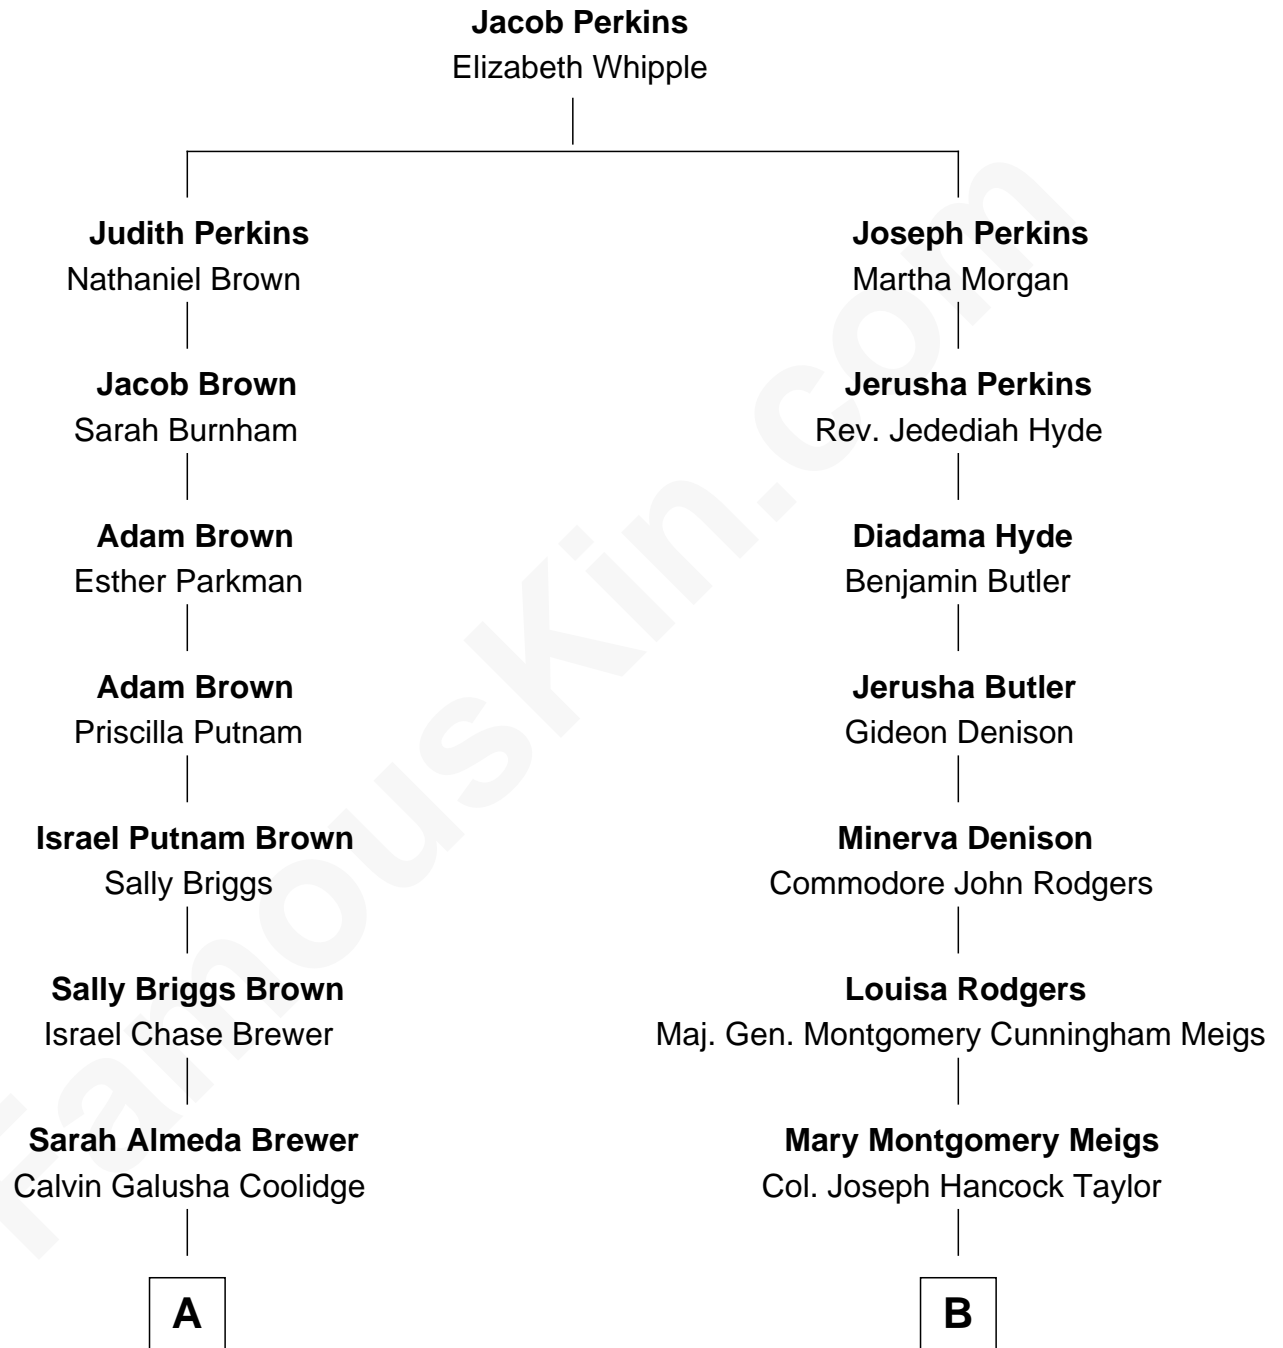 Jacob Perkins
Elizabeth Whipple
Judith Perkins
Nathaniel Brown
Joseph Perkins
Martha Morgan
Jacob Brown
Sarah Burnham
Jerusha Perkins
Rev. Jedediah Hyde
Adam Brown
Esther Parkman
Diadama Hyde
Benjamin Butler
Adam Brown
Priscilla Putnam
Jerusha Butler
Gideon Denison
Israel Putnam Brown
Sally Briggs
Minerva Denison
Commodore John Rodgers
Sally Briggs Brown
Israel Chase Brewer
Louisa Rodgers
Maj. Gen. Montgomery Cunningham Meigs
Sarah Almeda Brewer
Calvin Galusha Coolidge
Mary Montgomery Meigs
Col. Joseph Hancock Taylor
A
B
FamousKin.com